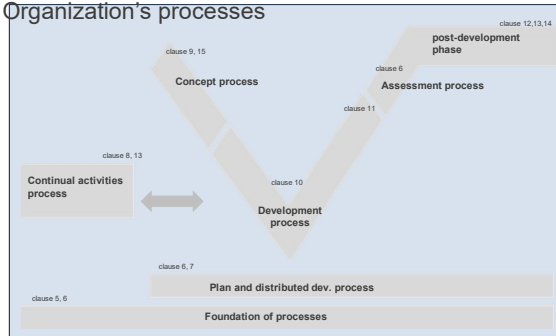 Organization's processes
clause 12,13,14
post-development
phase
clause 9, 15
clause 6
Concept process
Assessment process
clause 11
clause 8, 13
Continual activities
process
clause 10
Development
process
clause 6, 7
Plan and distributed dev. process
clause 5, 6
Foundation of processes